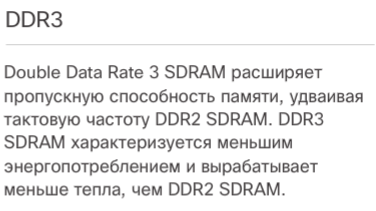 DDR3
Double Data Rate 3 SDRAM расширяет
пропускную способность памяти, удваивая
тактовую частоту DDR2 SDRAM. DDR3
SDRAM характеризуется меньшим
энергопотреблением и вырабатывает
меньше тепла, чем DDR2 SDRAM.